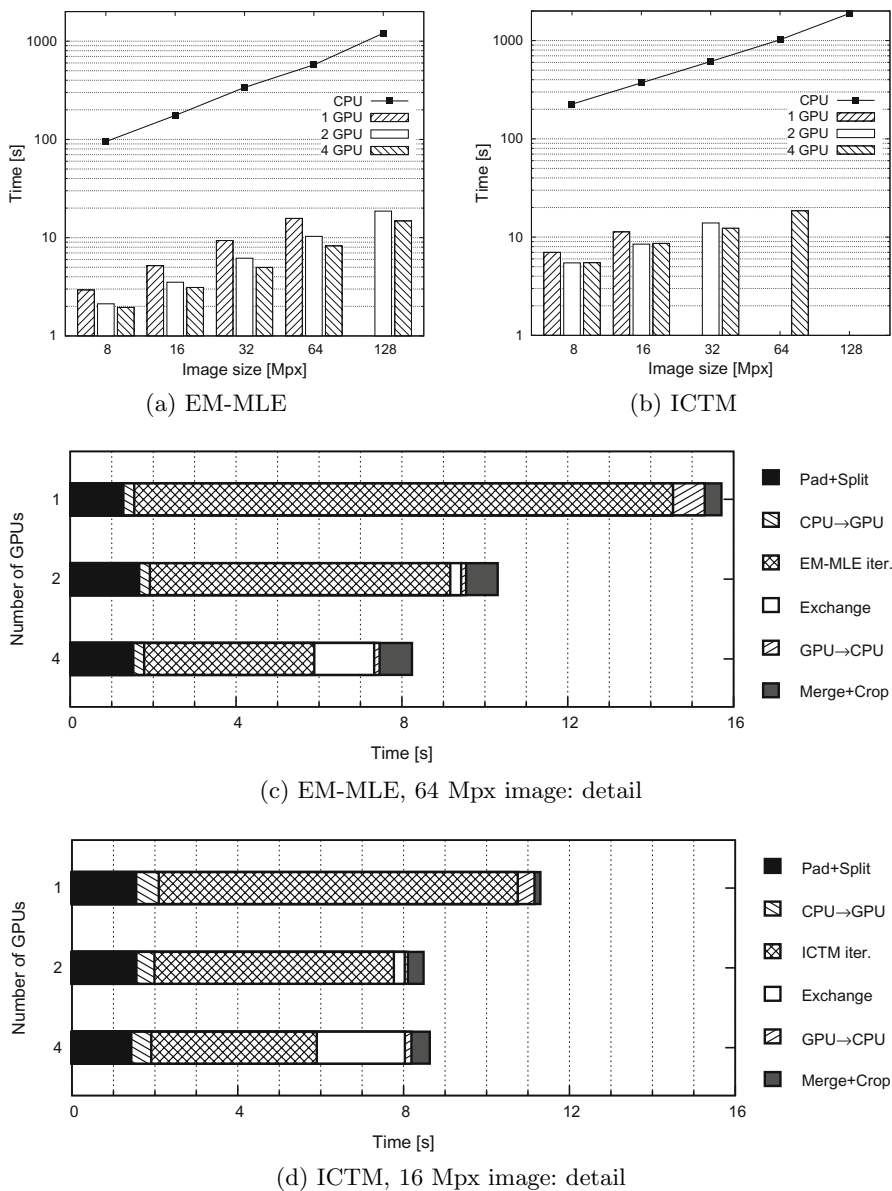 1000
100
10
1
Time [s]
CPU
1 GPU
2 GPU
4 GPU
8 16 32 64 128
Image size [Mpx]
(a) EM-MLE
1000
100
10
1
Time [s]
CPU
1 GPU
2 GPU
4 GPU
8 16 32 64 128
Image size [Mpx]
(b) ICTM
Number of GPUs
1
2
4
0 4 8 12 16
Time [s]
Pad+Split
CPU→GPU
EM-MLE iter.
Exchange
GPU→CPU
Merge+Crop
(c) EM-MLE, 64 Mpx image: detail
Number of GPUs
1
2
4
0 4 8 12 16
Time [s]
Pad+Split
CPU→GPU
ICTM iter.
Exchange
GPU→CPU
Merge+Crop
(d) ICTM, 16 Mpx image: detail